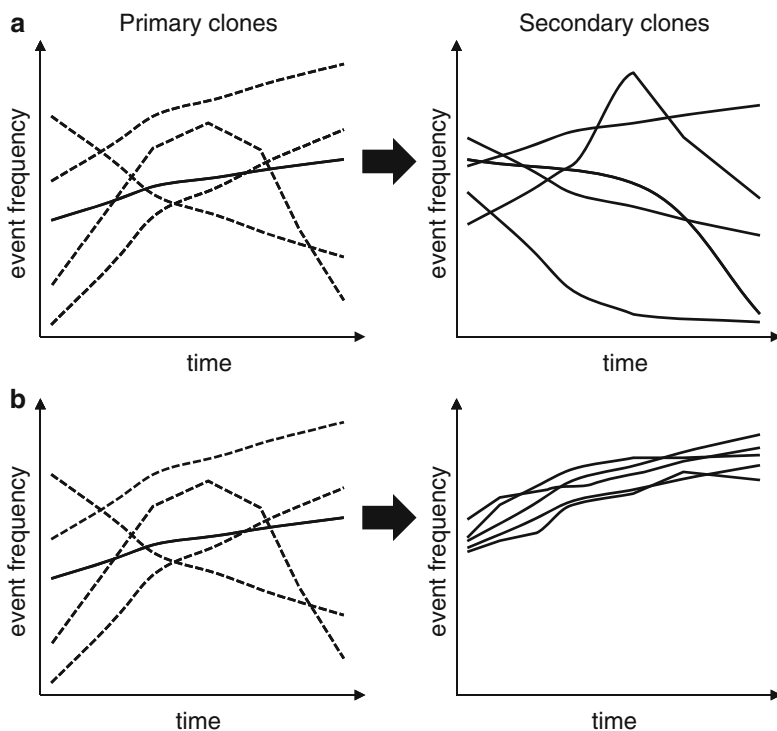 a
Primary clones
Secondary clones
event frequency
time
event frequency
time
b
event frequency
time
event frequency
time